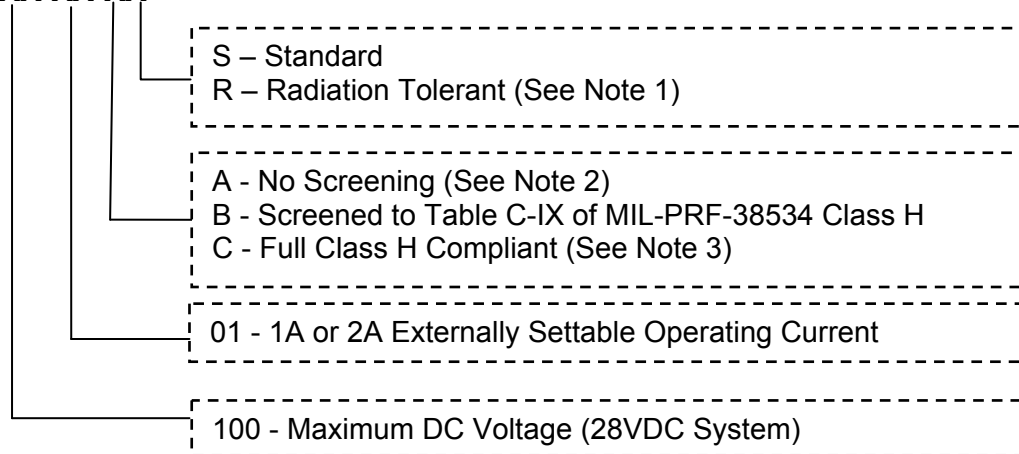 S – Standard
R – Radiation Tolerant (See Note 1)
A - No Screening (See Note 2)
B - Screened to Table C-IX of MIL-PRF-38534 Class H
C - Full Class H Compliant (See Note 3)
01 - 1A or 2A Externally Settable Operating Current
100 - Maximum DC Voltage (28VDC System)